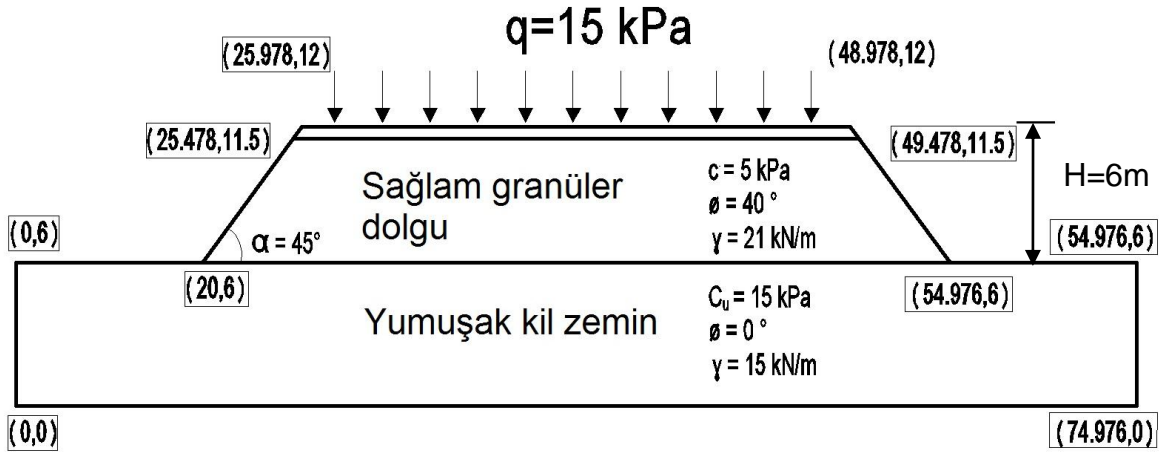 q=15 kPa
(25.978,12)
(48.978,12)
(25.478,11.5)
(49.478,11.5)
Sağlam granüler
dolgu
c = 5 kPa
ø = 40 °
γ = 21 kN/m
H=6m
(0,6)
α = 45°
(54.976,6)
(20,6)
(54.976,6)
Yumuşak kil zemin
Cu = 15 kPa
ø = 0 °
γ = 15 kN/m
(0,0)
(74.976,0)